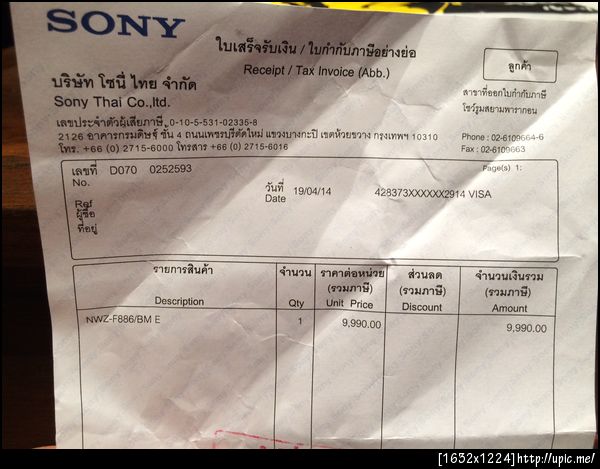 SONY
ใบเสร็จรับเงิน / ใบกำกับภาษีอย่างย่อ
Receipt / Tax Invoice (Abb.)
ลูกค้า
บริษัท โซนี่ ไทย จำกัด
Sony Thai Co.,ltd.
สาขาที่ออกใบกำกับภาษี
โชว์รูมสยามพารากอน
เลขประจำตัวผู้เสียภาษี 0-10-5-531-02335-8
2126 อาคารกรมดิษฐ์ ชั้น 4 ถนนเพชรบุรีตัดใหม่ แขวงบางกะปิ เขตห้วยขวาง กรุงเทพฯ 10310
โทร. +66 (0) 2715-6000 โทรสาร +66 (0) 2715-6016
Phone : 02-6109664-6
Fax : 02-6109663
เลขที่ D070 0252593
No.
Page(s) 1:
วันที่ 19/04/14 428373XXXXXX2914 VISA
Date
Ref
ผู้ซื้อ
ที่อยู่
รายการสินค้า จำนวน ราคาต่อหน่วย ส่วนลด จำนวนเงินรวม
(รวมภาษี) (รวมภาษี) (รวมภาษี)
Description Qty Unit Price Discount Amount
NWZ-F886/BM E 1 9,990.00 9,990.00
[1652x1224]http://upic.me/